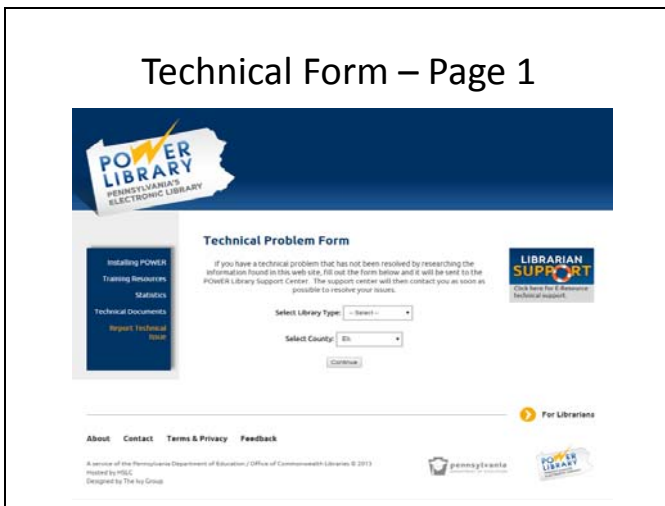 Technical Form – Page 1
POWER
LIBRARY
PENNSYLVANIA'S
ELECTRONIC LIBRARY
Technical Problem Form
If you have a technical problem that has not been resolved by researching the
information found in this web site, fill out the form below and it will be sent to the
POWER Library Support Center. The support center will then contact you as soon as
possible to resolve your issues.
Select Library Type: -- Select --
Select County: Elk
Continue
Installing POWER
Training Resources
Statistics
Technical Documents
Report Technical
Issue
LIBRARIAN
SUPPORT
Click here for E-Resource
technical support.
For Librarians
About Contact Terms & Privacy Feedback
A service of the Pennsylvania Department of Education / Office of Commonwealth Libraries © 2013
Hosted by HSLC
Designed by The Ivy Group
pennsylvania
DEPARTMENT OF EDUCATION
POWER
LIBRARY